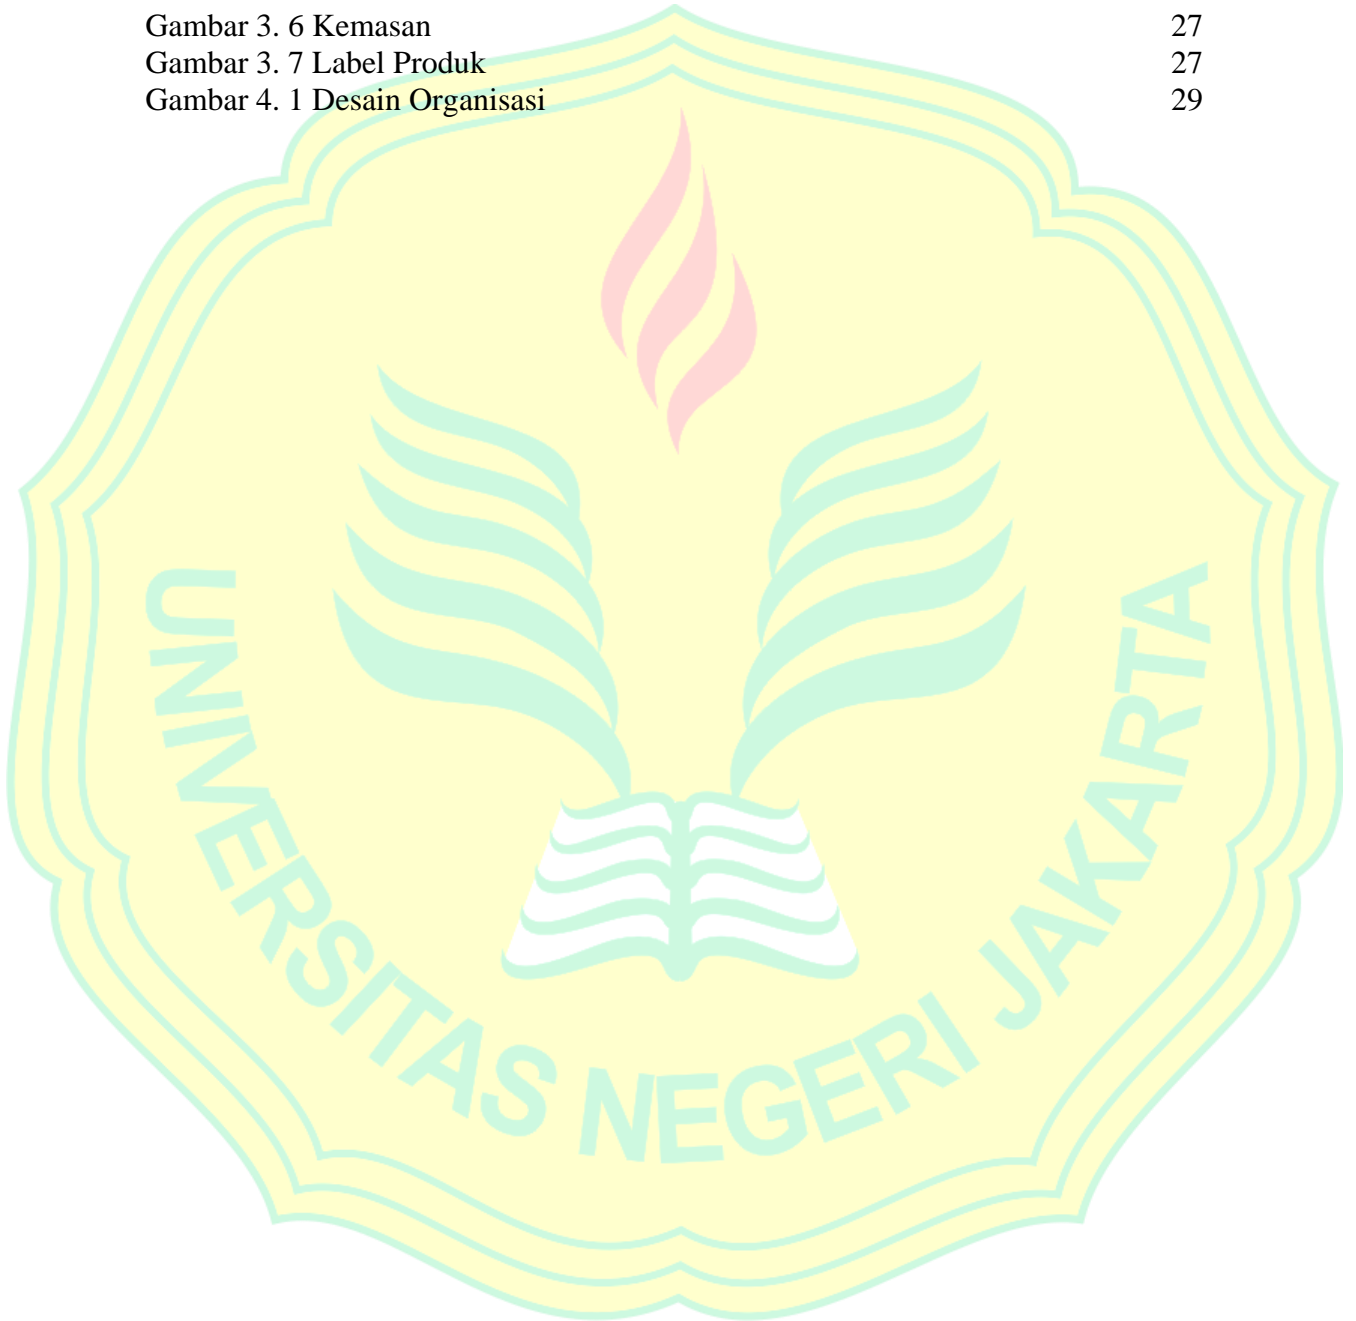 Gambar 3. 6 Kemasan 27
Gambar 3. 7 Label Produk 27
Gambar 4. 1 Desain Organisasi 29
UNIVERSITAS NEGERI JAKARTA